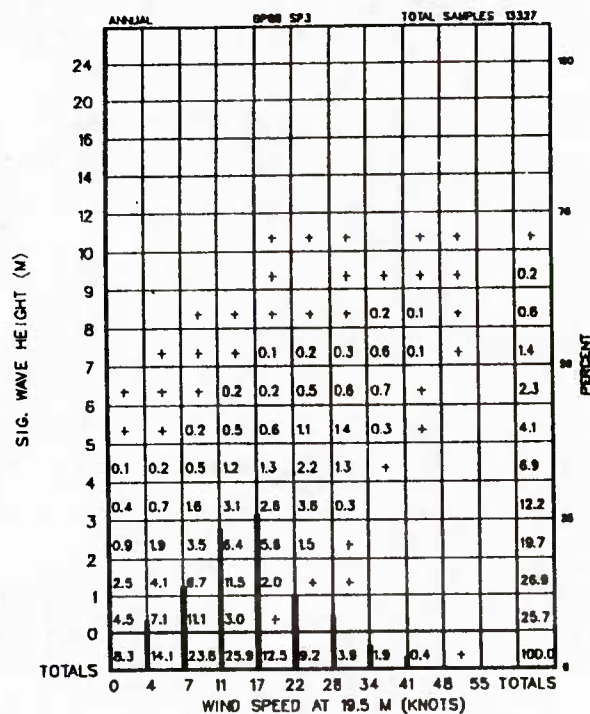 ANNUAL GP88 SP.3 TOTAL SAMPLES 13327
24 100
20
16
14
12 75
10 + + + + + +
9 + + + + + 0.2
8 + + + + + 0.2 0.1 + 0.6
7 + + + 0.1 0.2 0.3 0.6 0.1 + 1.4
6 + + + 0.2 0.2 0.5 0.6 0.7 + 2.3
5 + + 0.2 0.5 0.6 1.1 1.4 0.3 + 4.1
4 0.1 0.2 0.5 1.2 1.3 2.2 1.3 + 6.9
3 0.4 0.7 1.6 3.1 2.6 3.6 0.3 12.2
2 0.9 1.9 3.5 6.4 5.6 1.5 + 19.7
1 2.5 4.1 6.7 11.5 2.0 + + 26.9
0 4.5 7.1 11.1 3.0 + 25.7
TOTALS 8.3 14.1 23.6 25.9 12.5 9.2 3.9 1.9 0.4 + 100.0
0 4 7 11 17 22 28 34 41 48 55 TOTALS
WIND SPEED AT 19.5 M (KNOTS)
SIG. WAVE HEIGHT (M)
PERCENT